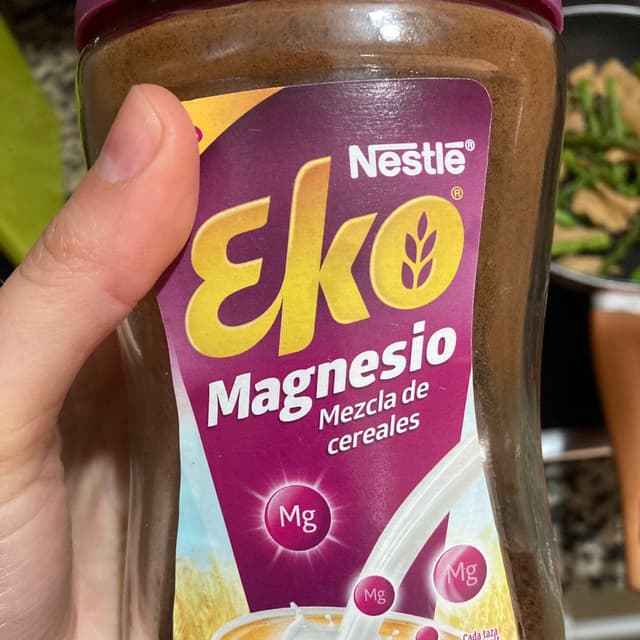 Nestlé®
Eko®
Magnesio
Mezcla de
cereales
Mg
Mg
Mg
Cada taza